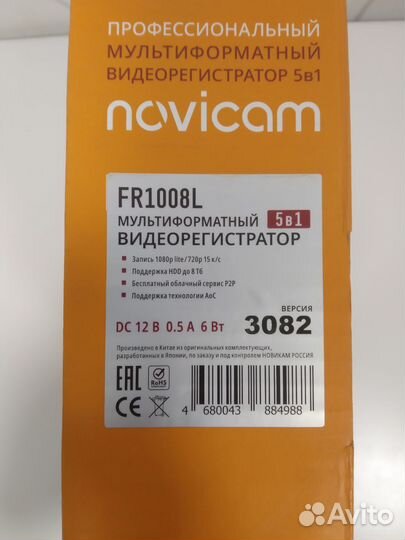 ПРОФЕССИОНАЛЬНЫЙ
МУЛЬТИФОРМАТНЫЙ
ВИДЕОРЕГИСТРАТОР 5в1
novicam
FR1008L
МУЛЬТИФОРМАТНЫЙ 5в1
ВИДЕОРЕГИСТРАТОР
• Запись 1080p lite/720p 15 к/с
• Поддержка HDD до 8 Тб
• Бесплатный облачный сервис P2P
• Поддержка технологии AoC
DC 12 В 0.5 А 6 Вт
ВЕРСИЯ
3082
Произведено в Китае из оригинальных комплектующих,
разработанных в Японии, по заказу и под контролем НОВИКАМ РОССИЯ
EAC
RoHS
CE
4 680043 884988
Avito